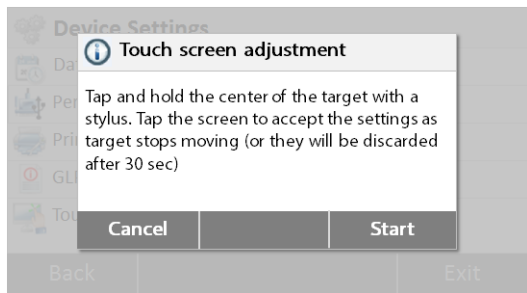 Device Settings
Touch screen adjustment
Tap and hold the center of the target with a
stylus. Tap the screen to accept the settings as
target stops moving (or they will be discarded
after 30 sec)
Cancel
Start
Back
Exit